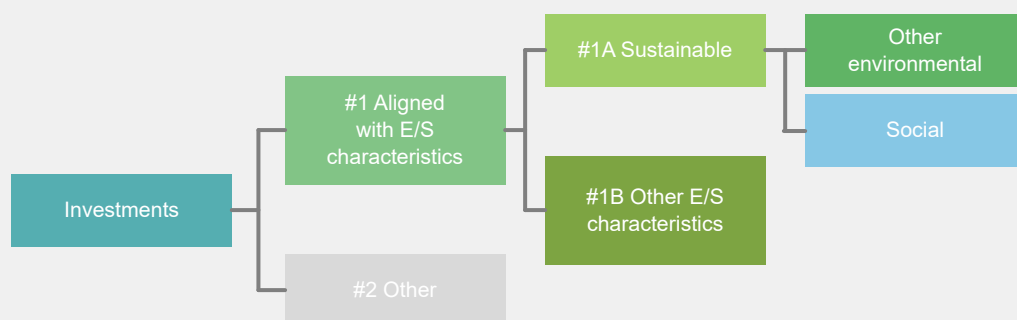 Investments
#1 Aligned
with E/S
characteristics
#2 Other
#1A Sustainable
#1B Other E/S
characteristics
Other
environmental
Social